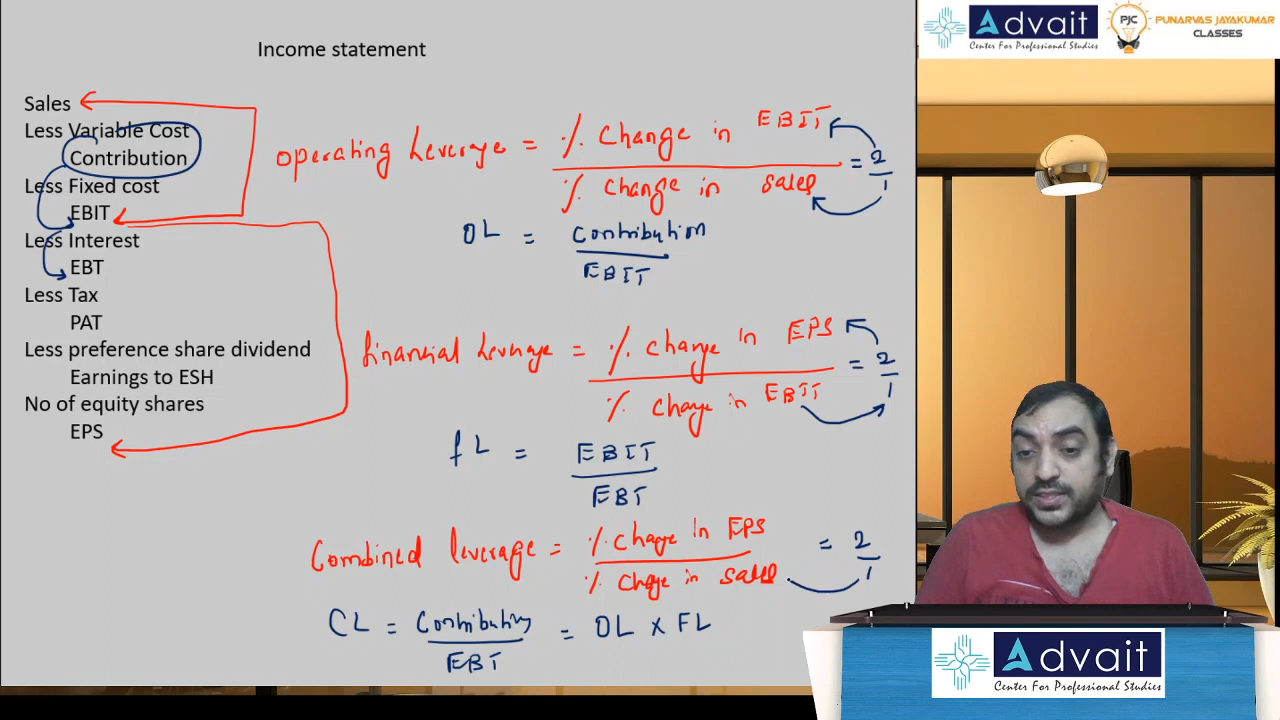 Income statement
Sales
Less Variable Cost
Contribution
Less Fixed cost
EBIT
Less Interest
EBT
Less Tax
PAT
Less preference share dividend
Earnings to ESH
No of equity shares
EPS
Operating Leverage = % Change in EBIT / % Change in sales = 2/1
OL = Contribution / EBIT
financial Leverage = % change in EPS / % change in EBIT = 2/1
fL = EBIT / EBT
Combined leverage = % change in EPS / % change in sales = 2/1
CL = Contribution / EBT = OL x FL
Advait
Center For Professional Studies
PJC
PUNARVAS JAYAKUMAR
CLASSES
Advait
Center For Professional Studies